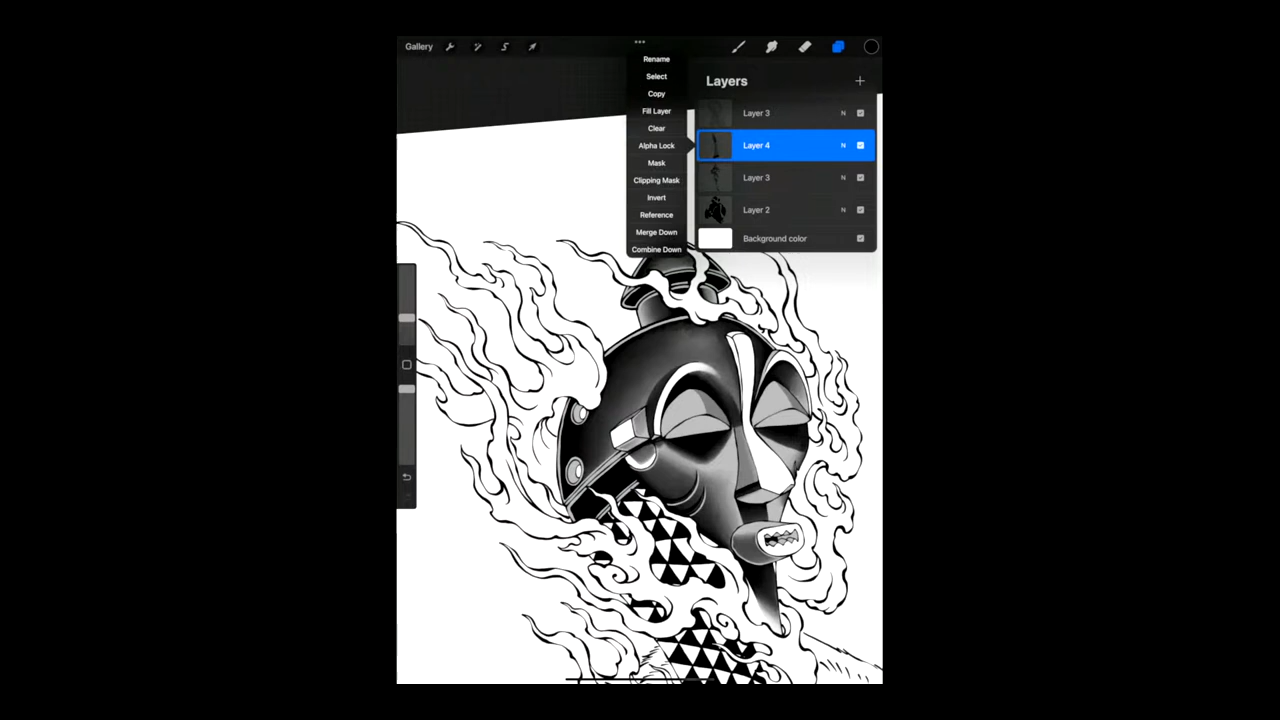 Gallery
Rename
Select
Copy
Fill Layer
Clear
Alpha Lock
Mask
Clipping Mask
Invert
Reference
Merge Down
Combine Down
Layers
Layer 3 N
Layer 4 N
Layer 3 N
Layer 2 N
Background color